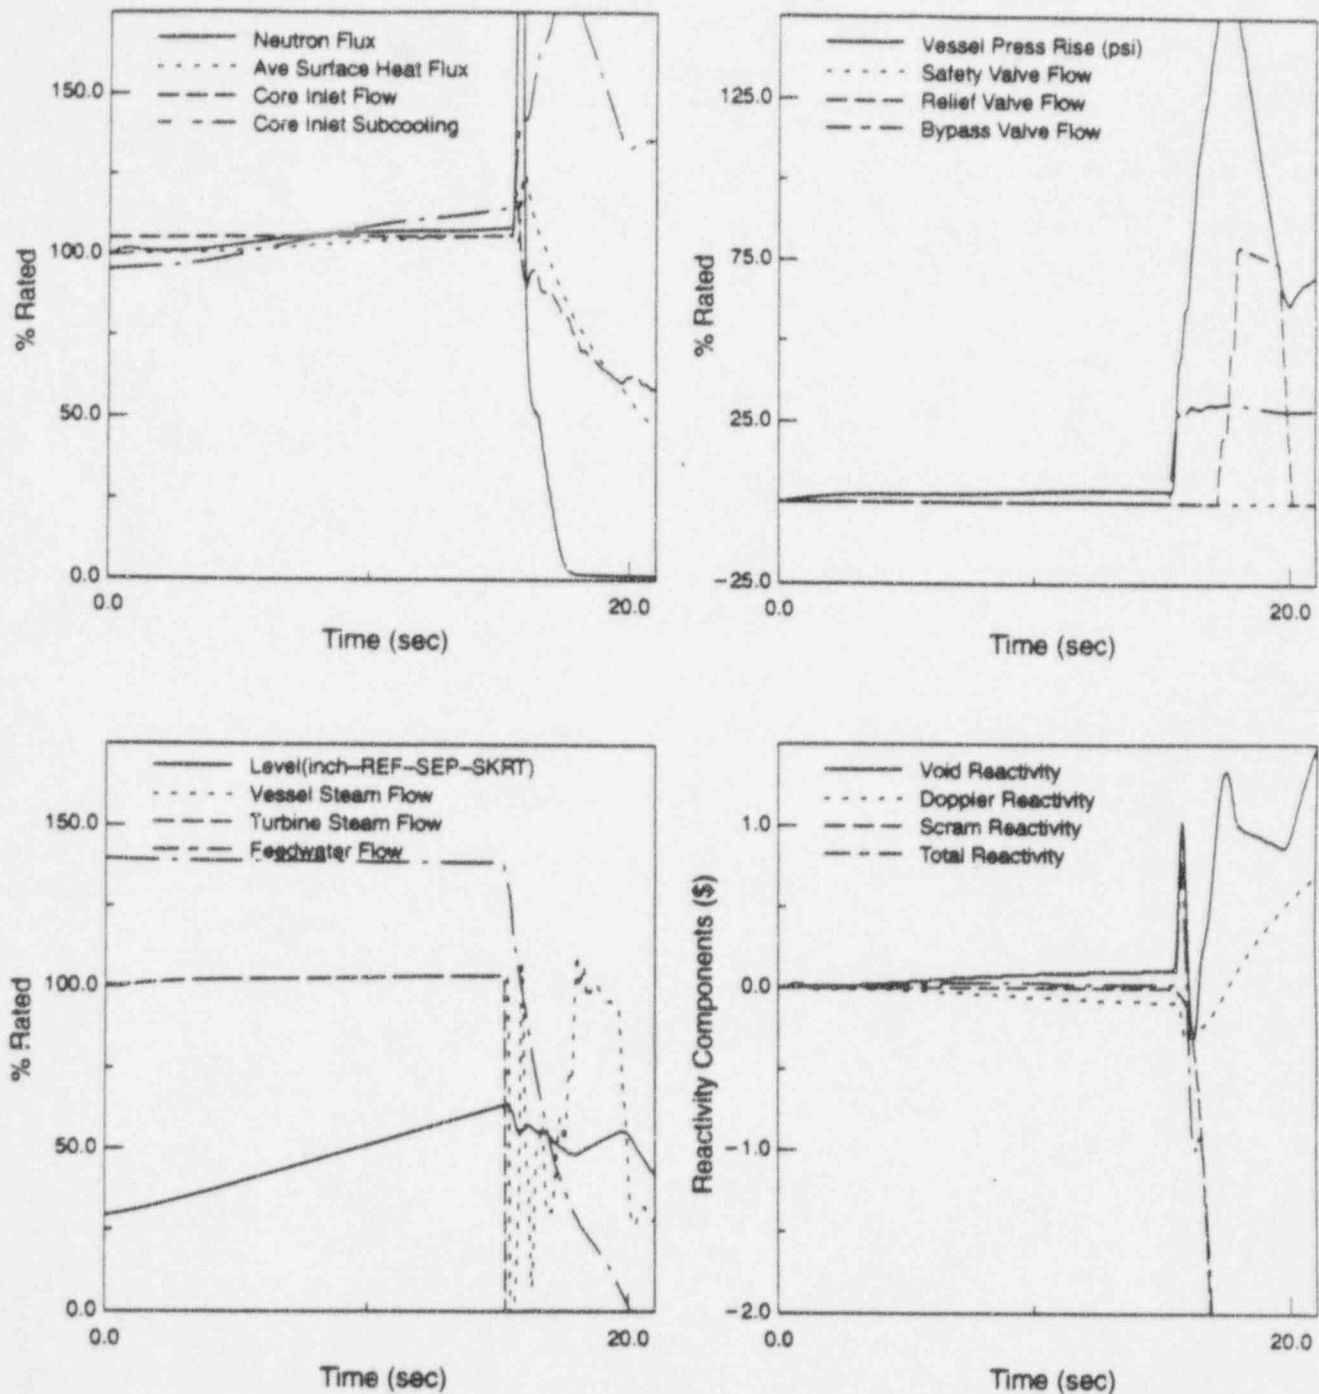 Neutron Flux
Ave Surface Heat Flux
Core Inlet Flow
Core Inlet Subcooling
150.0
100.0
50.0
0.0
% Rated
0.0
20.0
Time (sec)
Vessel Press Rise (psi)
Safety Valve Flow
Relief Valve Flow
Bypass Valve Flow
125.0
75.0
25.0
−25.0
% Rated
0.0
20.0
Time (sec)
Level(inch–REF–SEP–SKRT)
Vessel Steam Flow
Turbine Steam Flow
Feedwater Flow
150.0
100.0
50.0
0.0
% Rated
0.0
20.0
Time (sec)
Void Reactivity
Doppler Reactivity
Scram Reactivity
Total Reactivity
1.0
0.0
−1.0
−2.0
Reactivity Components ($)
0.0
20.0
Time (sec)